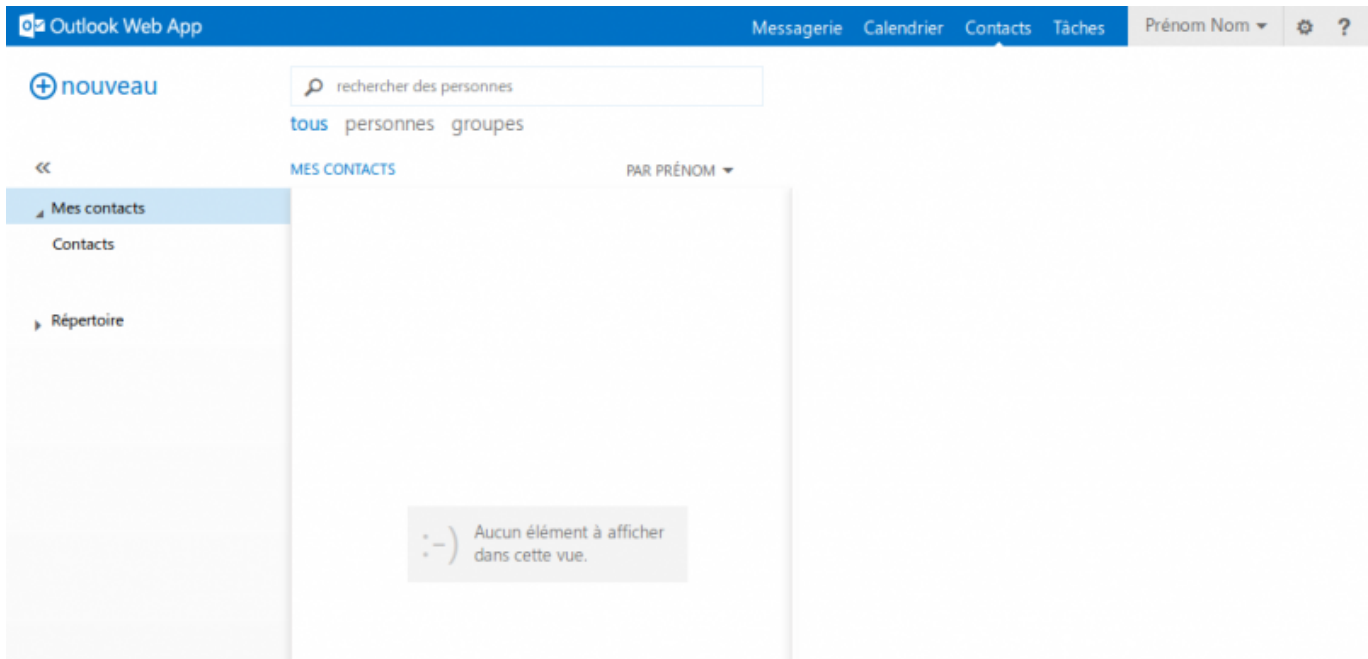 Outlook Web App Messagerie Calendrier Contacts Tâches Prénom Nom ?
nouveau
rechercher des personnes
tous personnes groupes
MES CONTACTS PAR PRÉNOM
Mes contacts
Contacts
Répertoire
:-) Aucun élément à afficher
dans cette vue.